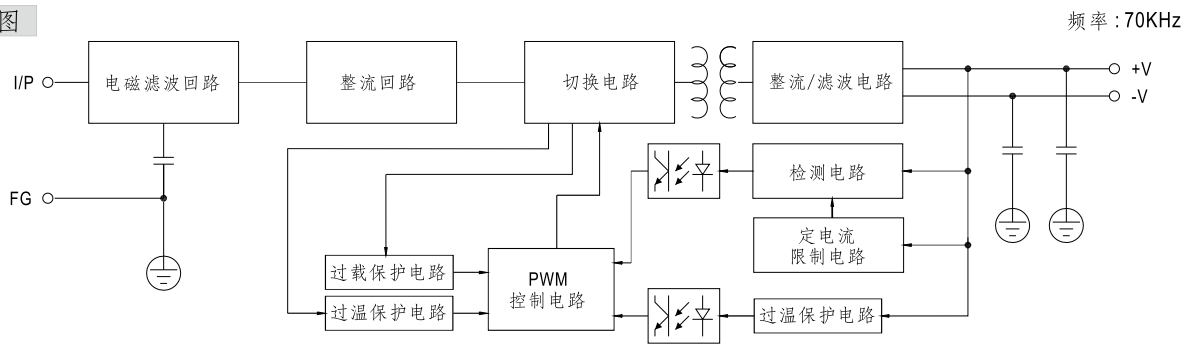 图
频率 : 70KHz
I/P
电磁滤波回路
整流回路
切换电路
整流/滤波电路
+V
-V
FG
检测电路
定电流
限制电路
过载保护电路
过温保护电路
PWM
控制电路
过温保护电路